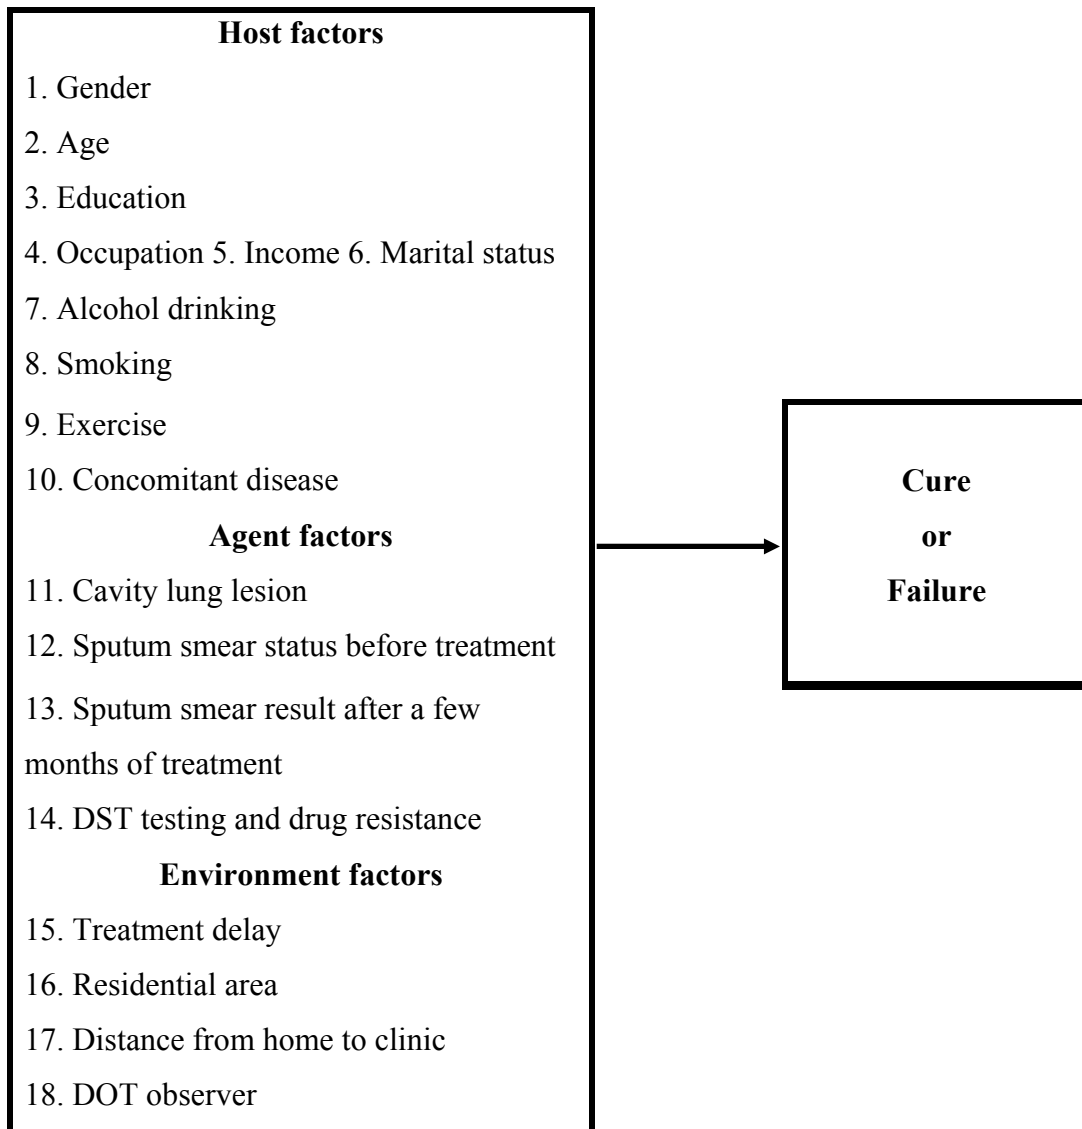 Host factors
1. Gender
2. Age
3. Education
4. Occupation 5. Income 6. Marital status
7. Alcohol drinking
8. Smoking
9. Exercise
10. Concomitant disease
Agent factors
11. Cavity lung lesion
12. Sputum smear status before treatment
13. Sputum smear result after a few
months of treatment
14. DST testing and drug resistance
Environment factors
15. Treatment delay
16. Residential area
17. Distance from home to clinic
18. DOT observer
Cure
or
Failure